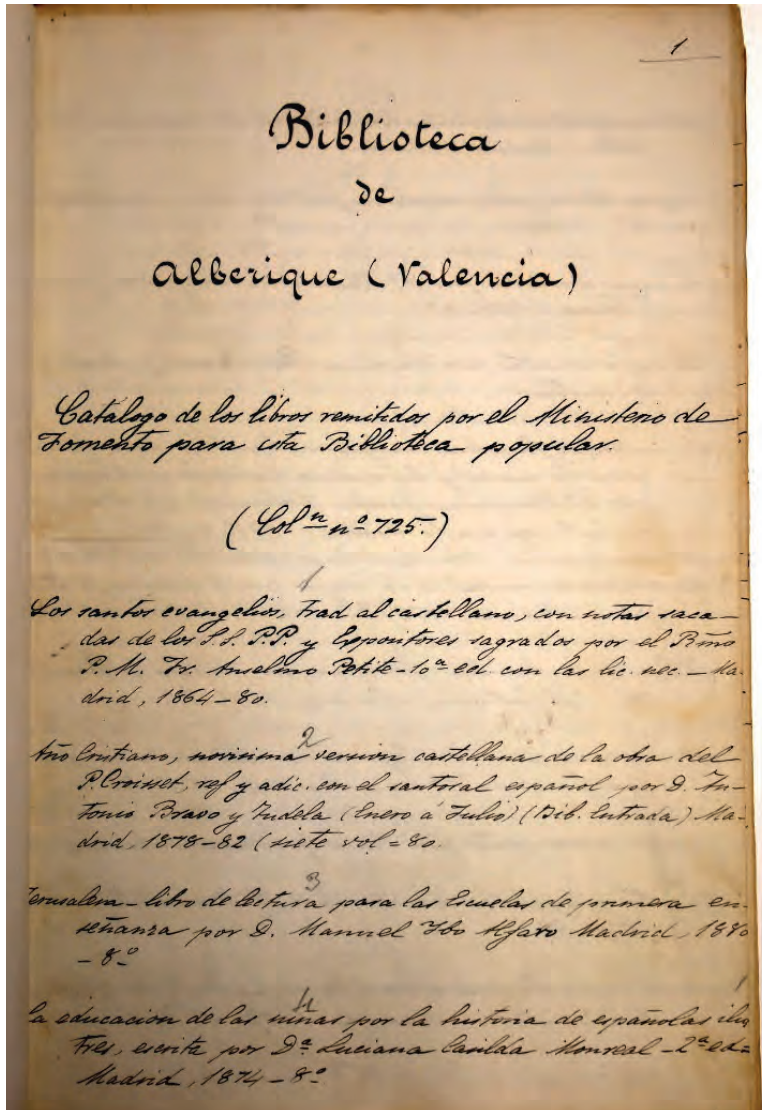 1
Biblioteca
de
Alberique (Valencia)
Catálogo de los libros remitidos por el Ministerio de
Fomento para esta Biblioteca popular.
(Colⁿ nº 725.)
1
Los santos evangelios, trad al castellano, con notas saca-
das de los S.S. P.P. y Expositores sagrados por el Rmo
P. M. Fr. Anselmo Petite - 10ª ed. con las lic. nec. - Ma-
drid, 1864 - 8o.
2
Año Cristiano, novisima version castellana de la obra del
P. Croisset, ref y adic. con el santoral español por D. An-
tonio Bravo y Tudela (Enero á Julio) (Bib. Entrada) Ma-
drid, 1878-82 (siete vol = 8o.
3
Jerusalem - libro de lectura para las Escuelas de primera en-
señanza por D. Manuel Ibo Alfaro Madrid, 1880
- 8º
4
La educacion de las niñas por la historia de españolas ilus
tres, escrita por Dª Luciana Casilda Monreal - 2ª ed =
Madrid, 1874 - 8º